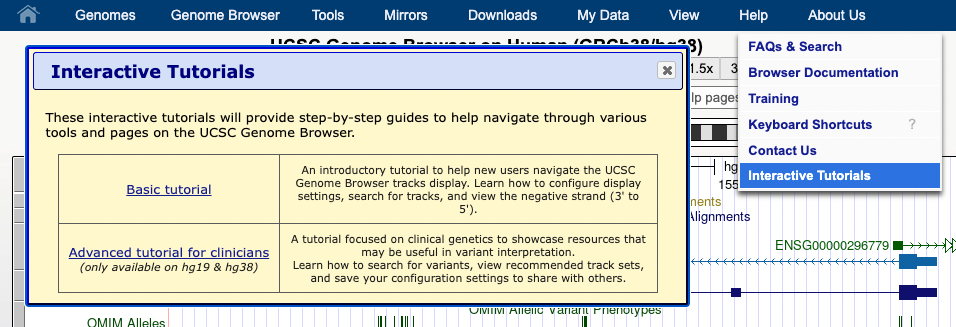 Genomes Genome Browser Tools Mirrors Downloads My Data View Help About Us
UCSC Genome Browser on Human (GRCh38/hg38)
Interactive Tutorials
These interactive tutorials will provide step-by-step guides to help navigate through various
tools and pages on the UCSC Genome Browser.
Basic tutorial
An introductory tutorial to help new users navigate the UCSC
Genome Browser tracks display. Learn how to configure display
settings, search for tracks, and view the negative strand (3' to
5').
Advanced tutorial for clinicians
(only available on hg19 & hg38)
A tutorial focused on clinical genetics to showcase resources that
may be useful in variant interpretation.
Learn how to search for variants, view recommended track sets,
and save your configuration settings to share with others.
FAQs & Search
Browser Documentation
Training
Keyboard Shortcuts ?
Contact Us
Interactive Tutorials
1.5x 3
lp pages
hg
155
Alignments
ENSG00000296779
OMIM Allelic Variant Phenotypes
OMIM Alleles